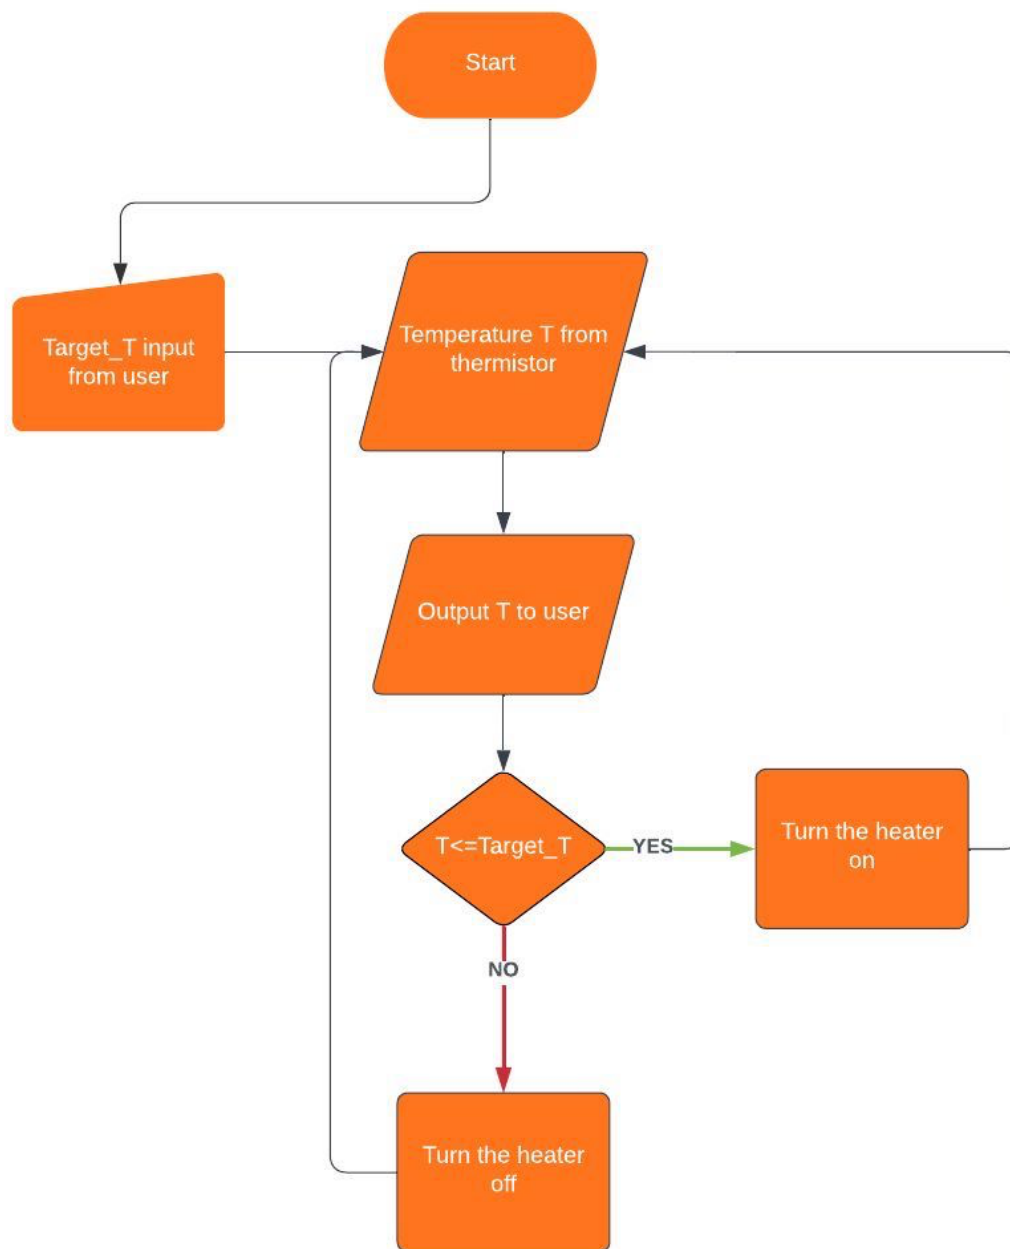 Start
Target_T input
from user
Temperature T from
thermistor
Output T to user
T<=Target_T
YES
Turn the heater
on
NO
Turn the heater
off